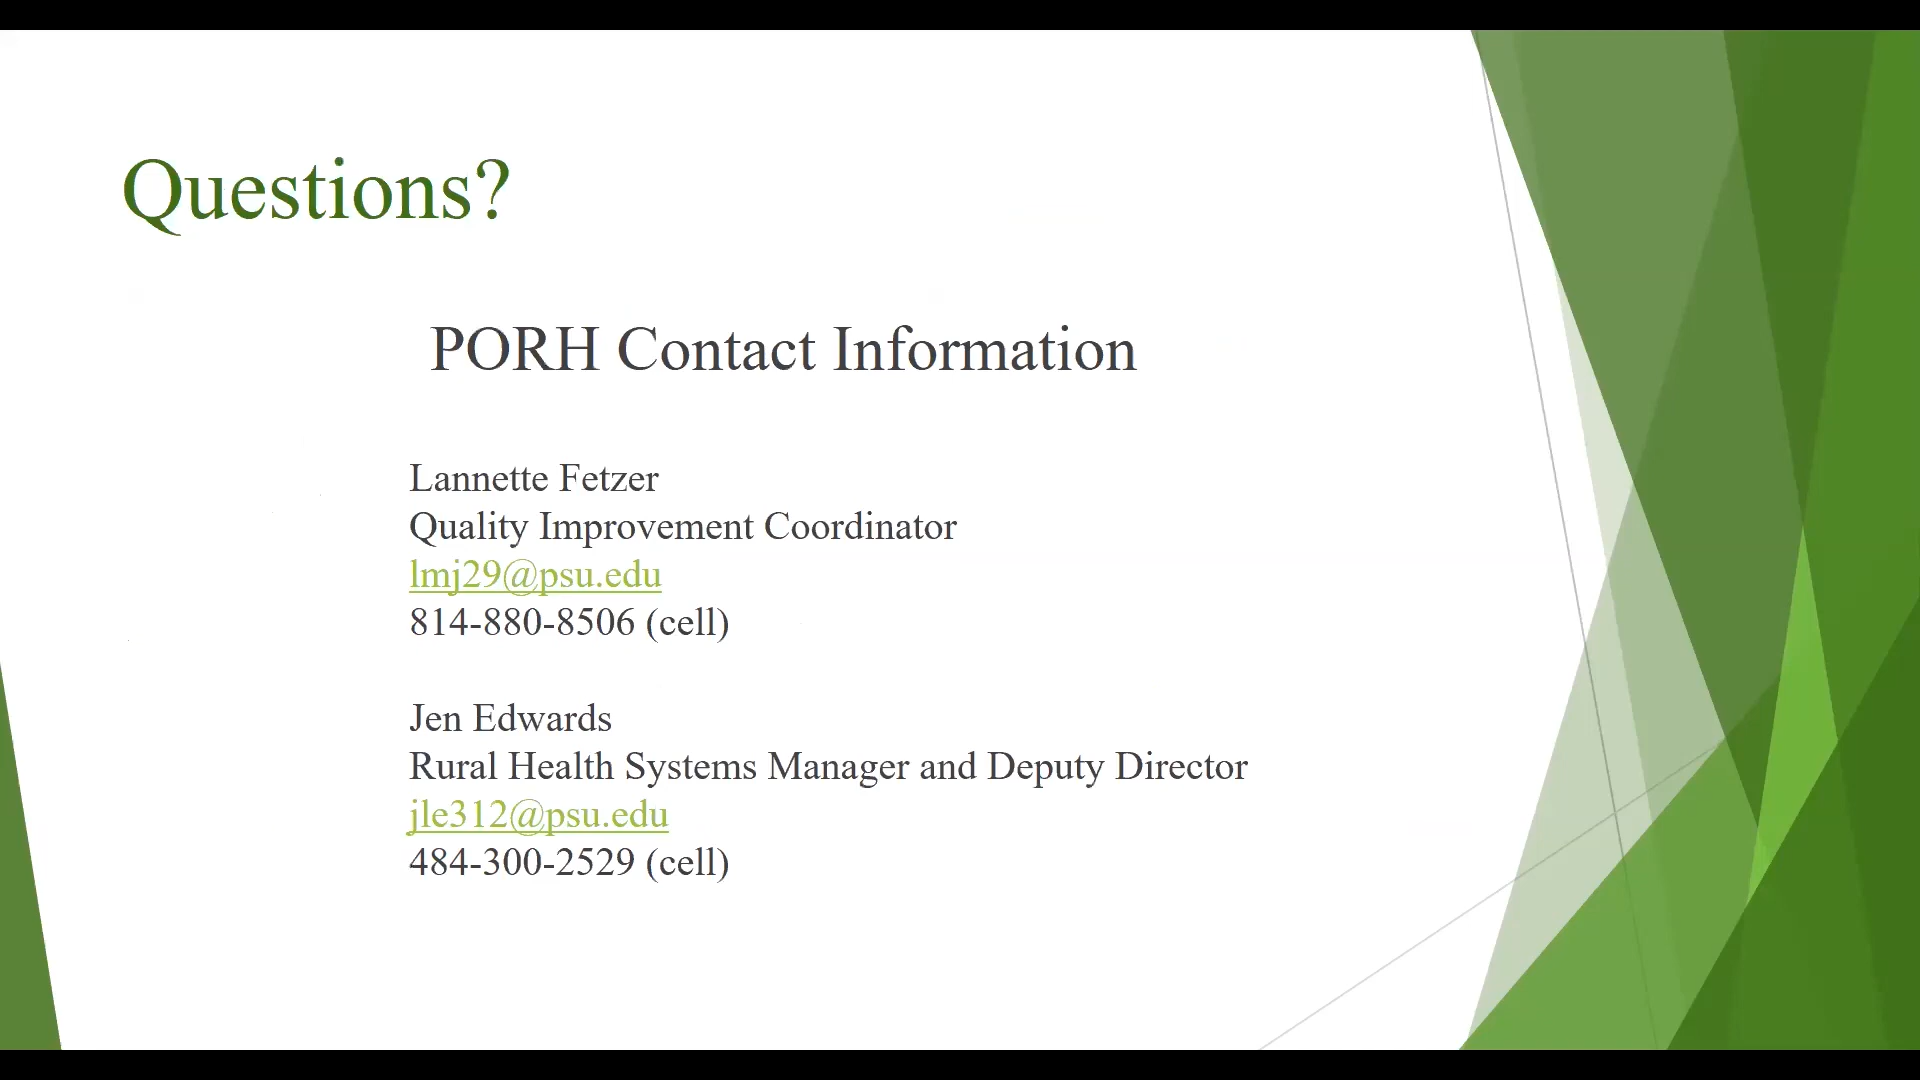 Questions?
PORH Contact Information
Lannette Fetzer
Quality Improvement Coordinator
lmj29@psu.edu
814-880-8506 (cell)
Jen Edwards
Rural Health Systems Manager and Deputy Director
jle312@psu.edu
484-300-2529 (cell)